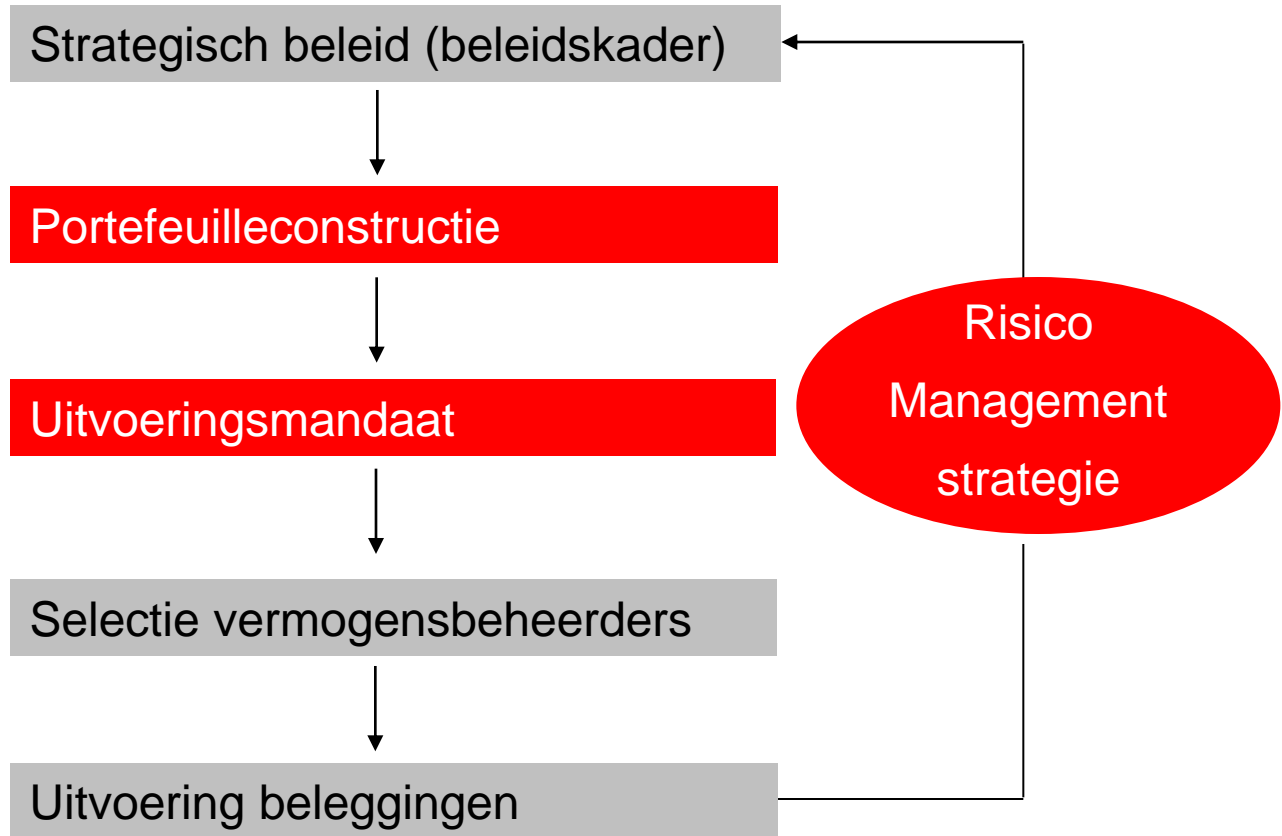 Strategisch beleid (beleidskader)
Portefeuilleconstructie
Uitvoeringsmandaat
Selectie vermogensbeheerders
Uitvoering beleggingen
Risico
Management
strategie